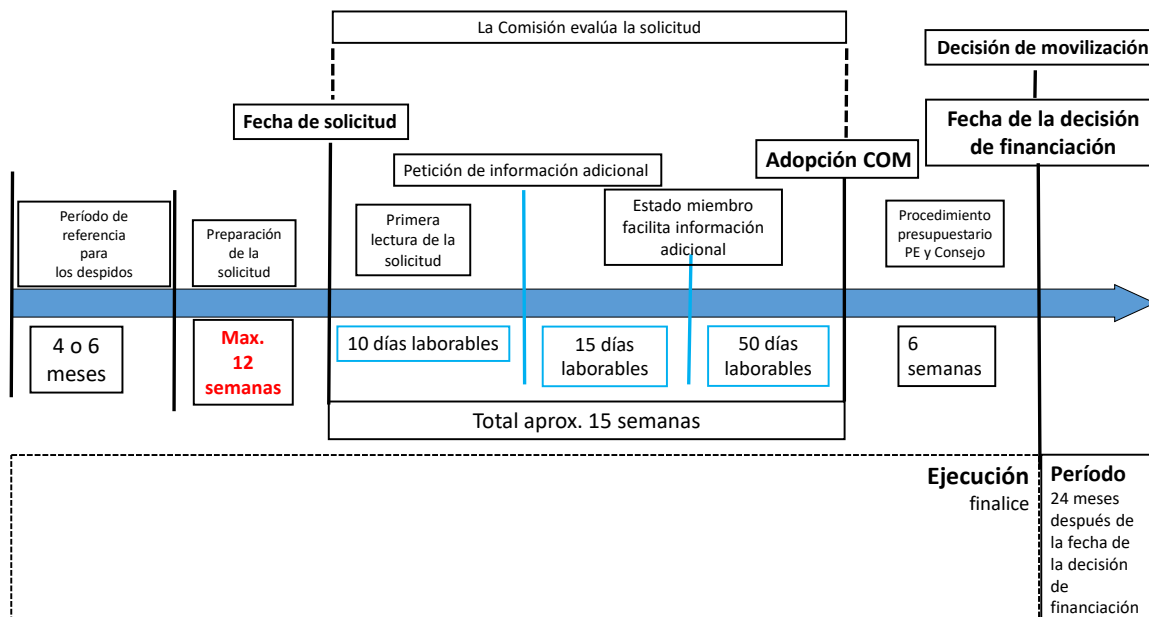 La Comisión evalúa la solicitud
Decisión de movilización
Fecha de solicitud
Fecha de la decisión
de financiación
Adopción COM
Petición de información adicional
Período de
referencia
para
los despidos
Preparación
de la
solicitud
Primera
lectura de la
solicitud
Estado miembro
facilita información
adicional
Procedimiento
presupuestario
PE y Consejo
4 o 6
meses
Max.
12
semanas
10 días laborables
15 días
laborables
50 días
laborables
6
semanas
Total aprox. 15 semanas
Ejecución
finalice
Período
24 meses
después de
la fecha de
la decisión
de
financiación